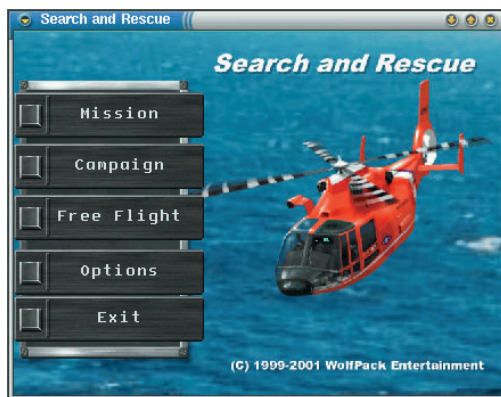 Search and Rescue
Search and Rescue
Mission
Campaign
Free Flight
Options
Exit
(C) 1999-2001 WolfPack Entertainment